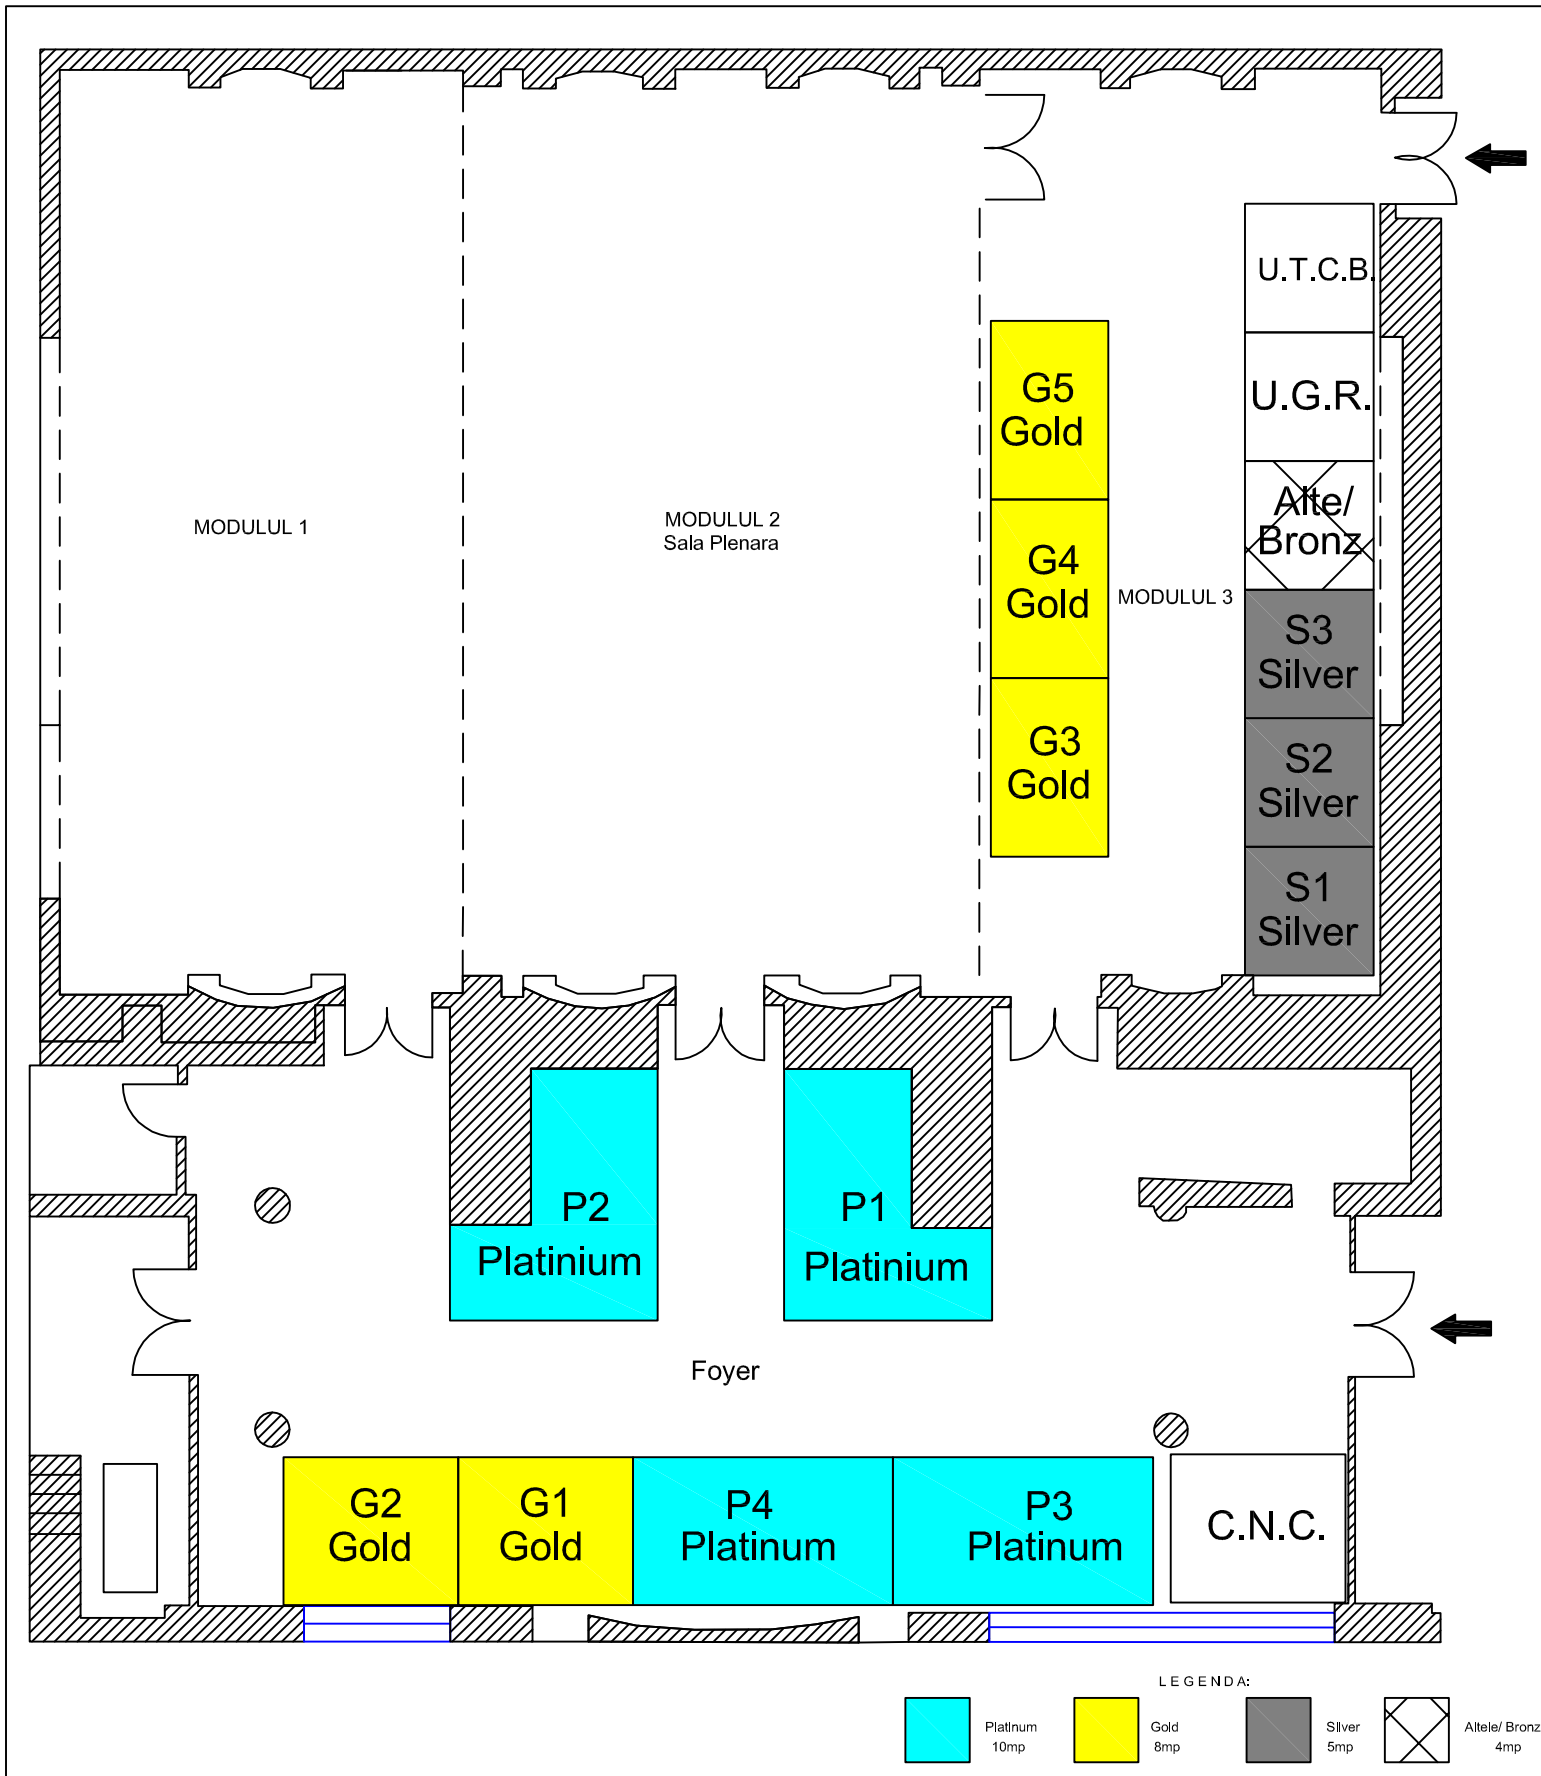 U.T.C.B.
G5
Gold
U.G.R.
Alte/
Bronz
MODULUL 1
MODULUL 2
Sala Plenara
G4
Gold
MODULUL 3
S3
Silver
G3
Gold
S2
Silver
S1
Silver
P2
Platinium
P1
Platinium
Foyer
G2
Gold
G1
Gold
P4
Platinum
P3
Platinum
C.N.C.
LEGENDA:
Platinum
10mp
Gold
8mp
Silver
5mp
Altele/ Bronz
4mp